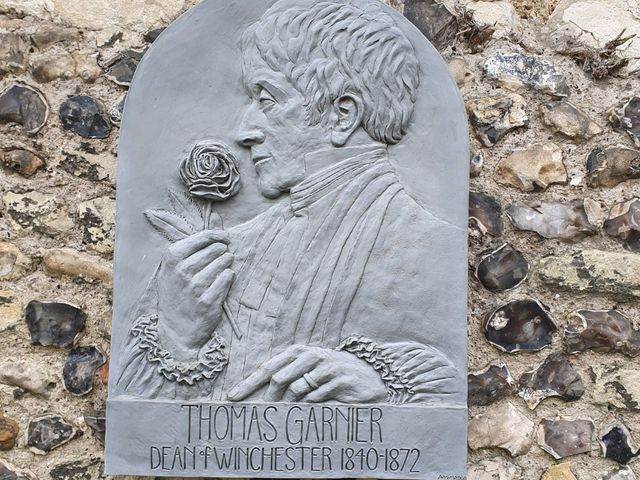 THOMAS GARNIER
DEAN of WINCHESTER 1840-1872